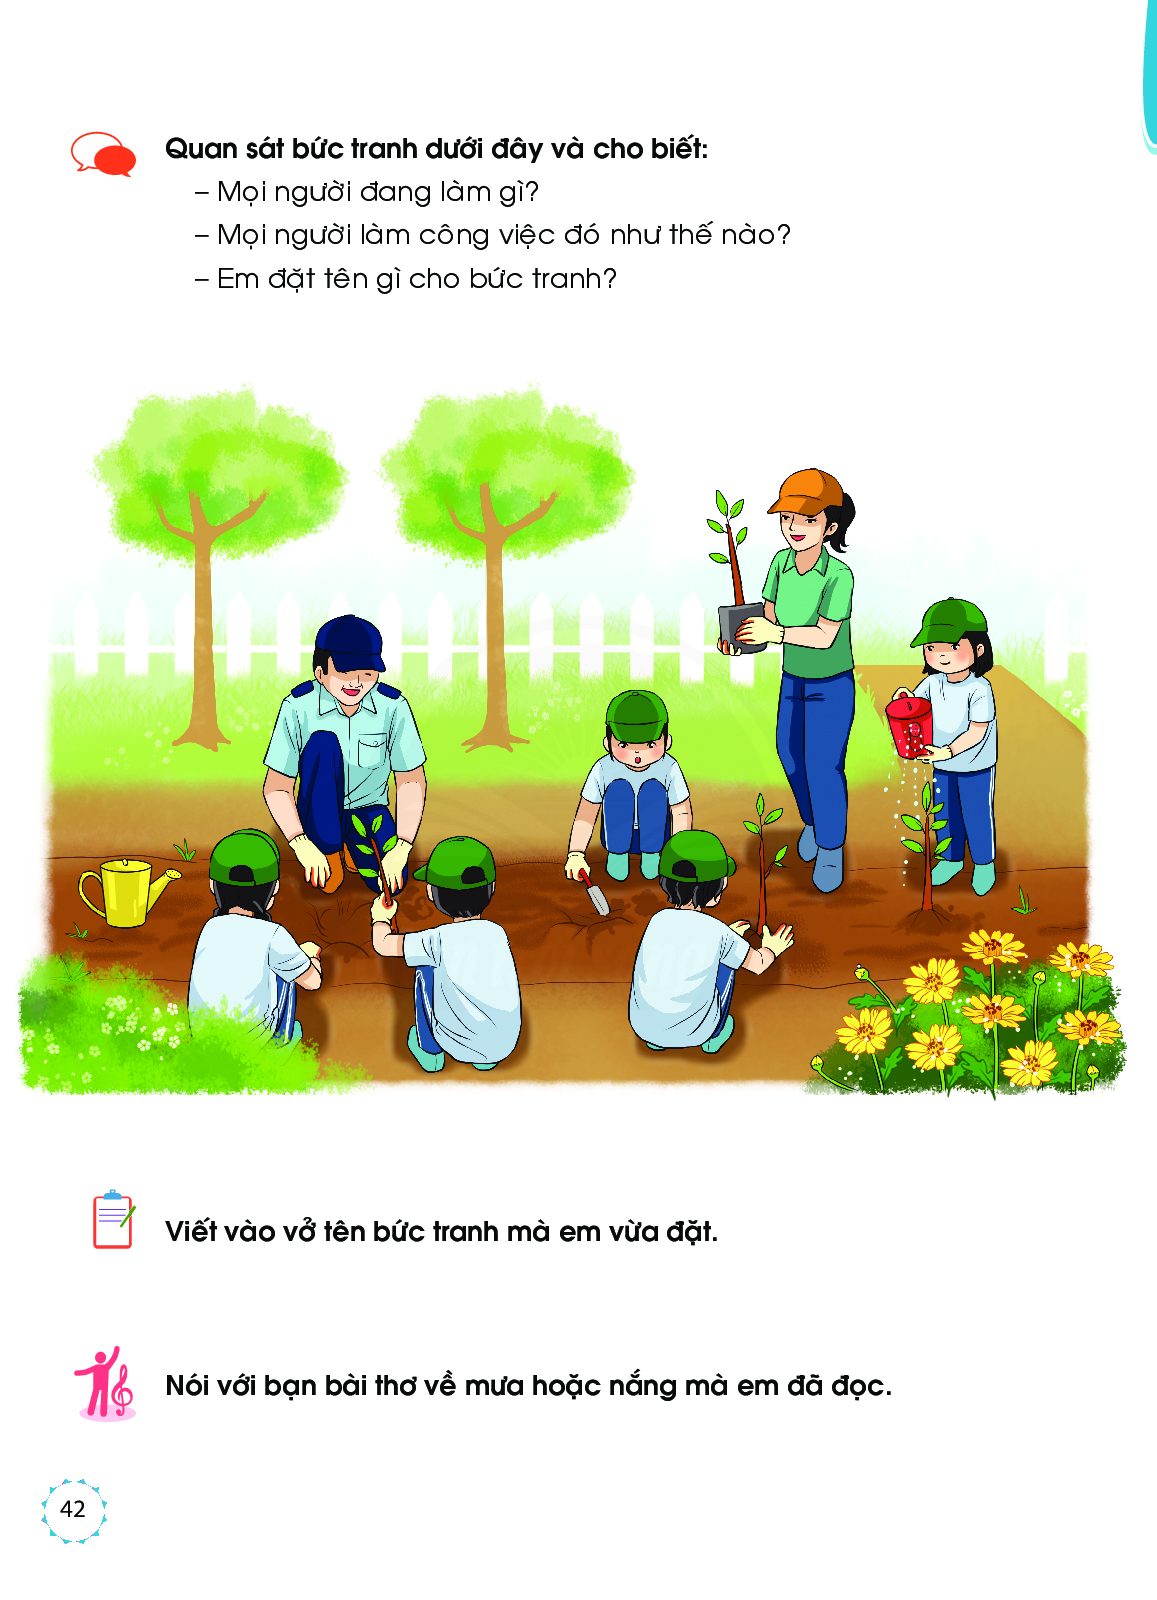 Quan sát bức tranh dưới đây và cho biết:
– Mọi người đang làm gì?
– Mọi người làm công việc đó như thế nào?
– Em đặt tên gì cho bức tranh?
Viết vào vở tên bức tranh mà em vừa đặt.
Nói với bạn bài thơ về mưa hoặc nắng mà em đã đọc.
42